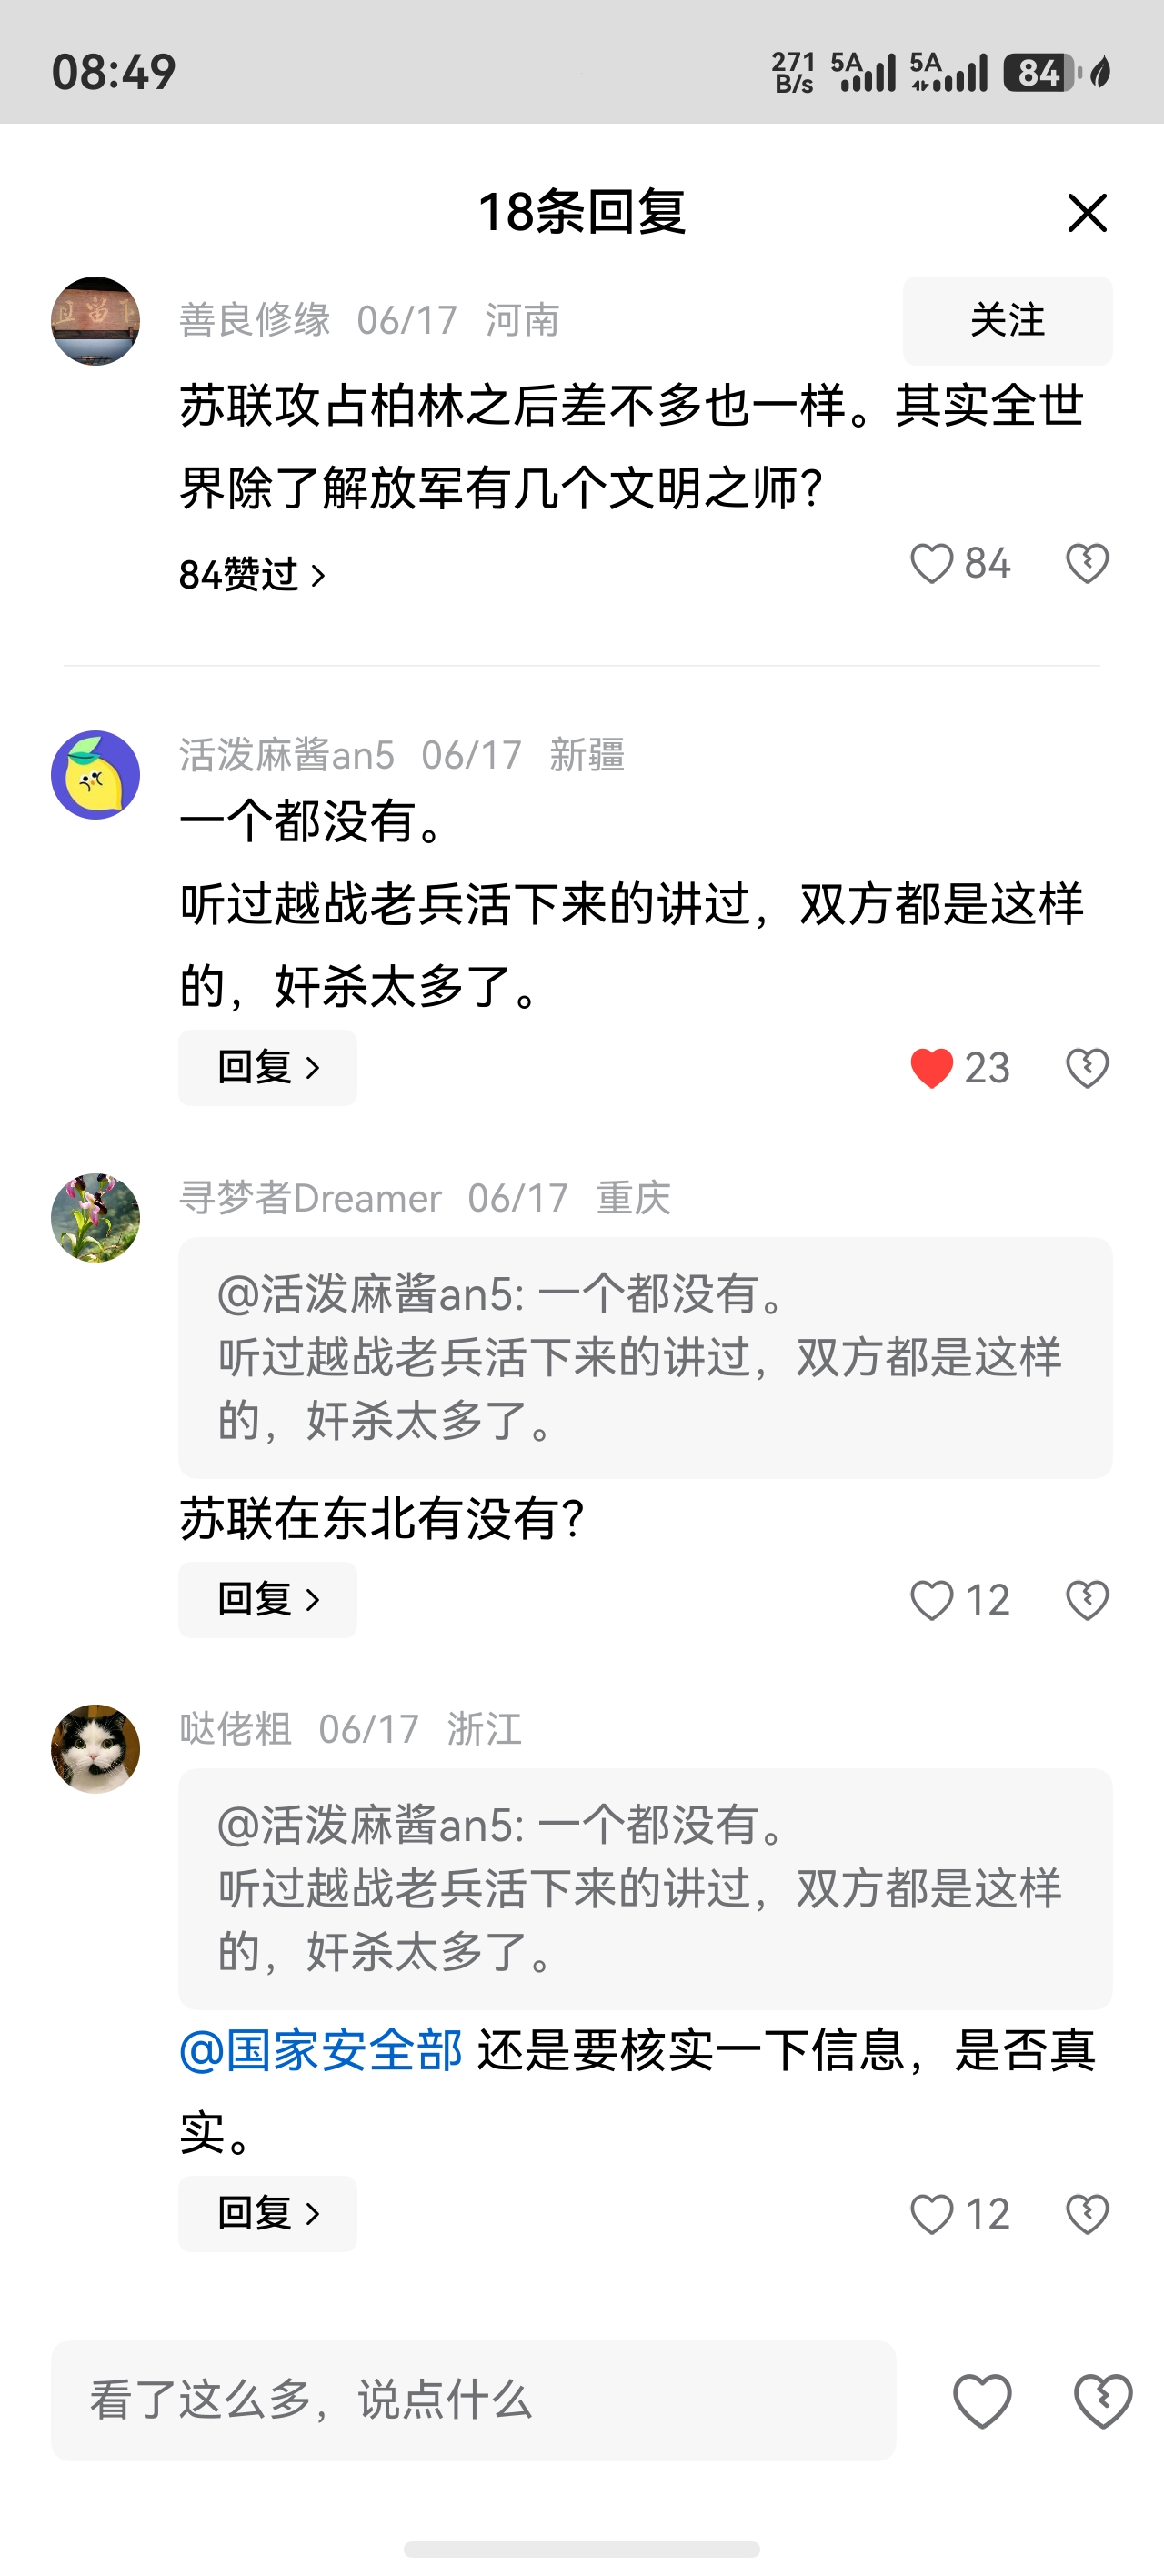 08:49
271 B/s 5A 5A 84
18条回复
善良修缘 06/17 河南
关注
苏联攻占柏林之后差不多也一样。其实全世
界除了解放军有几个文明之师?
84赞过
84
活泼麻酱an5 06/17 新疆
一个都没有。
听过越战老兵活下来的讲过，双方都是这样
的，奸杀太多了。
回复
23
寻梦者Dreamer 06/17 重庆
@活泼麻酱an5: 一个都没有。
听过越战老兵活下来的讲过，双方都是这样
的，奸杀太多了。
苏联在东北有没有?
回复
12
哒佬粗 06/17 浙江
@活泼麻酱an5: 一个都没有。
听过越战老兵活下来的讲过，双方都是这样
的，奸杀太多了。
@国家安全部 还是要核实一下信息，是否真
实。
回复
12
看了这么多，说点什么